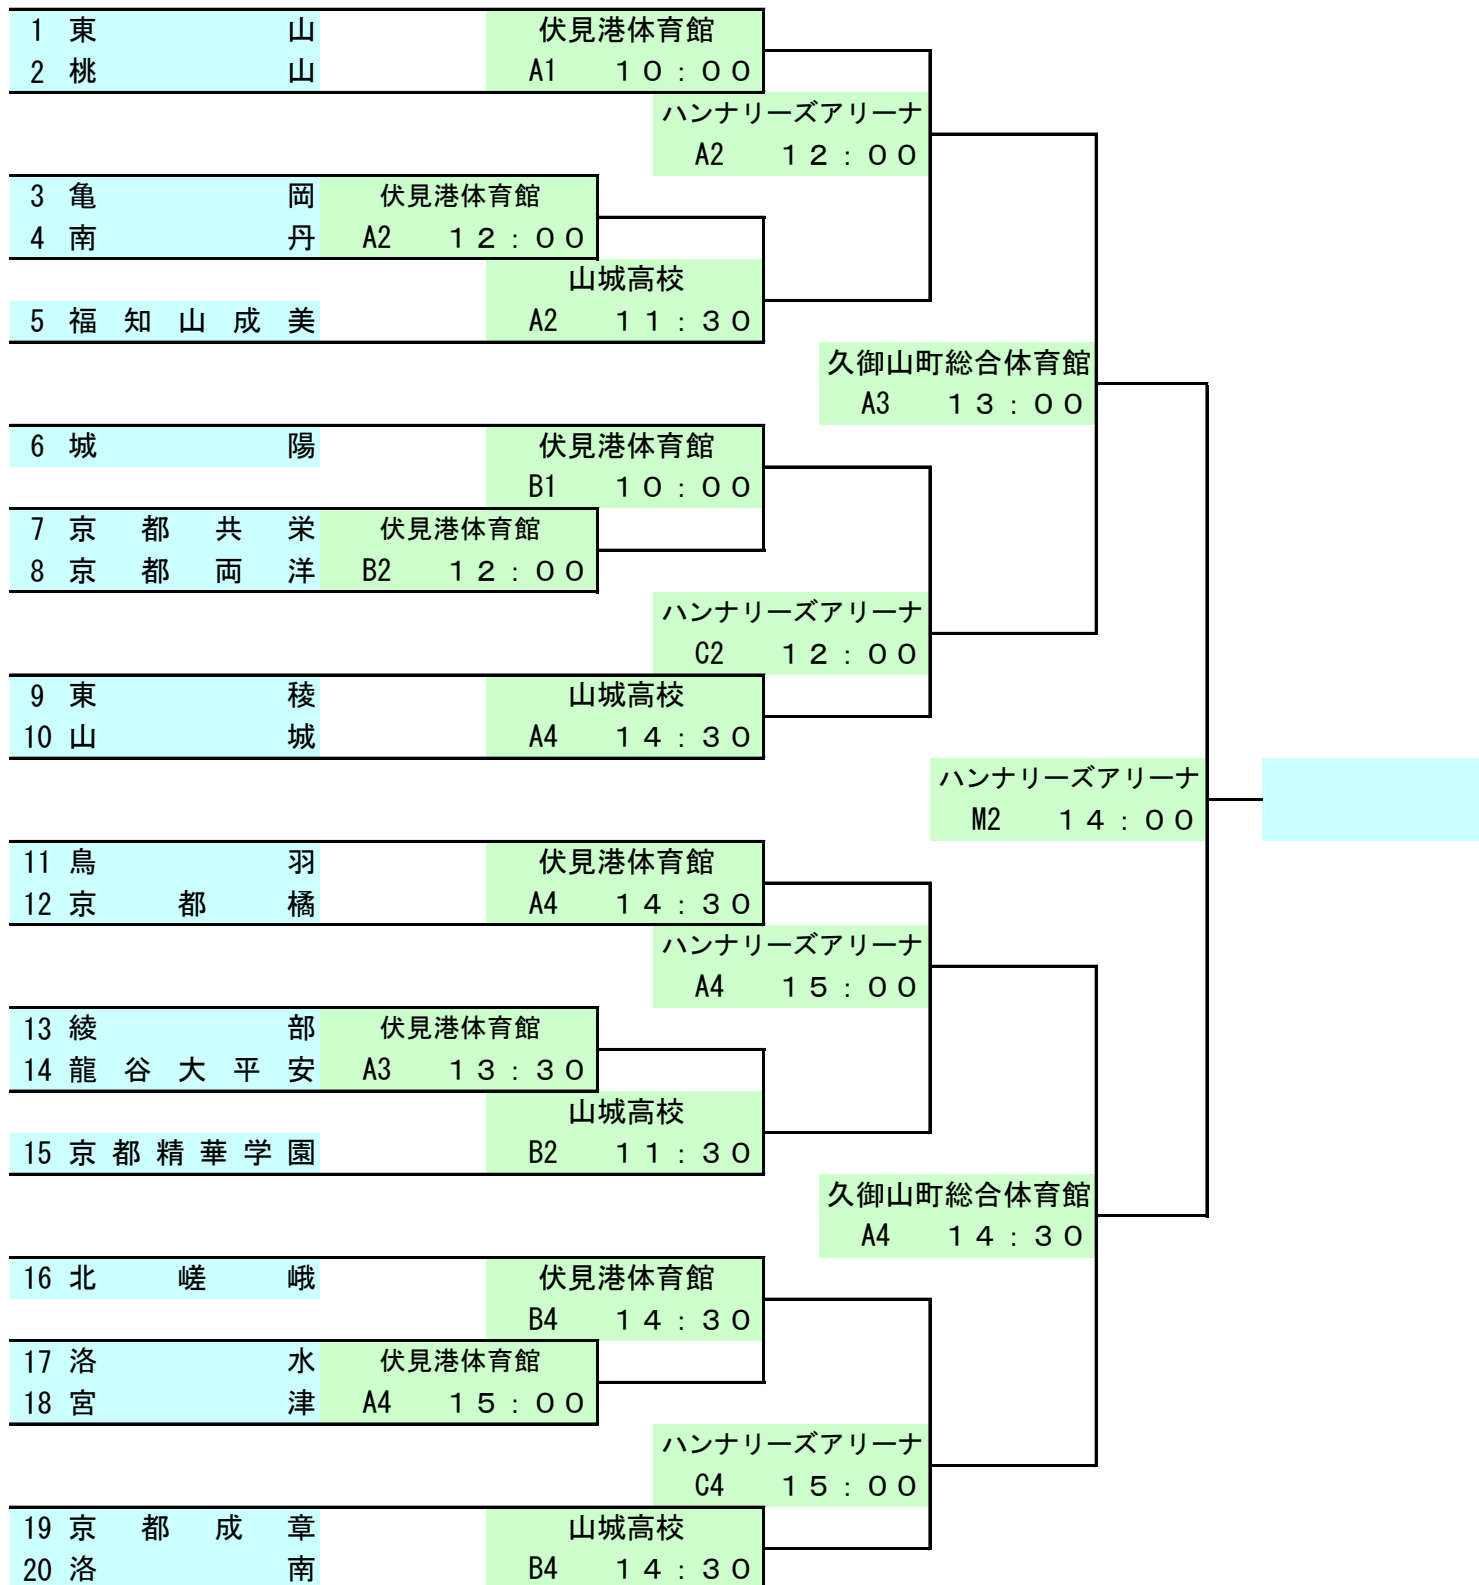 1 東山 伏見港体育館
2 桃山 A1 10:00
ハンナリーズアリーナ
A2 12:00
3 亀岡 伏見港体育館
4 南丹 A2 12:00
山城高校
5 福知山成美 A2 11:30
久御山町総合体育館
A3 13:00
6 城陽 伏見港体育館
B1 10:00
7 京都共栄 伏見港体育館
8 京都両洋 B2 12:00
ハンナリーズアリーナ
C2 12:00
9 東稜 山城高校
10 山城 A4 14:30
ハンナリーズアリーナ
M2 14:00
11 鳥羽 伏見港体育館
12 京都橘 A4 14:30
ハンナリーズアリーナ
A4 15:00
13 綾部 伏見港体育館
14 龍谷大平安 A3 13:30
山城高校
15 京都精華学園 B2 11:30
久御山町総合体育館
A4 14:30
16 北嵯峨 伏見港体育館
B4 14:30
17 洛水 伏見港体育館
18 宮津 A4 15:00
ハンナリーズアリーナ
C4 15:00
19 京都成章 山城高校
20 洛南 B4 14:30